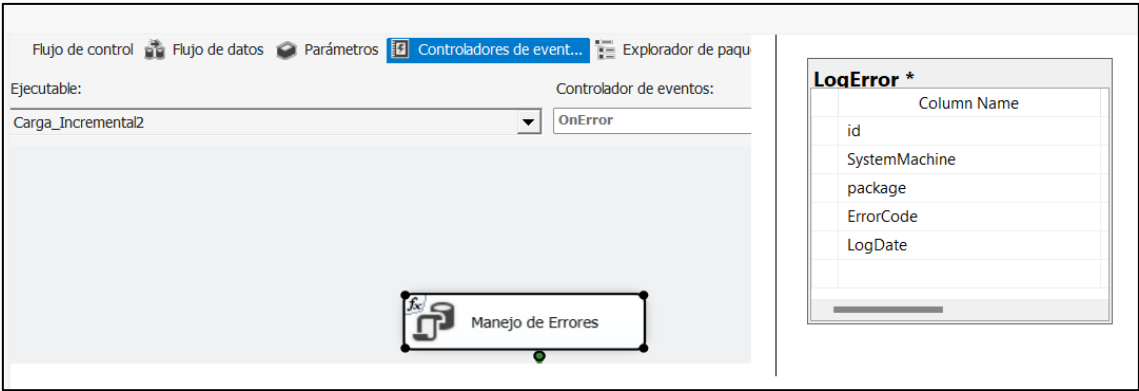 Flujo de control Flujo de datos Parámetros Controladores de event... Explorador de paqu
Ejecutable: Controlador de eventos:
Carga_Incremental2 OnError
fx Manejo de Errores
LogError *
Column Name
id
SystemMachine
package
ErrorCode
LogDate